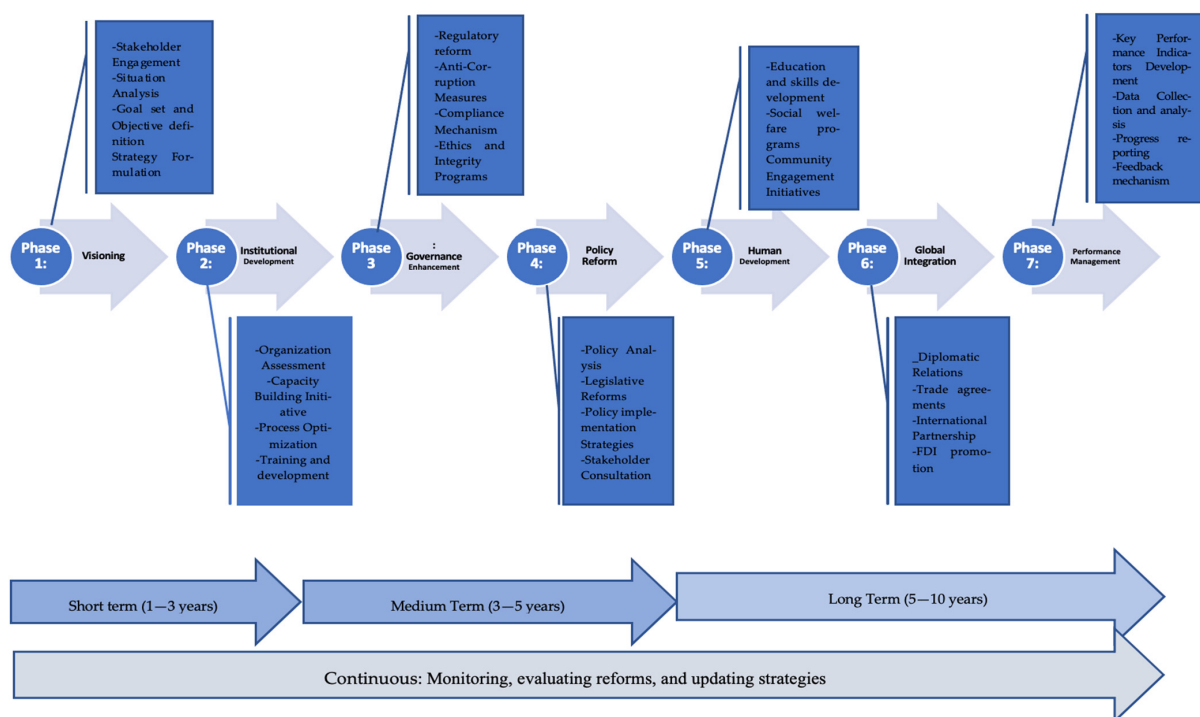 -Stakeholder
Engagement
-Situation
Analysis
-Goal set and
Objective defi-
nition
Strategy For-
mulation
-Regulatory
reform
-Anti-Cor-
ruption
Measures
-Compliance
Mechanism
-Ethics and
Integrity
Programs
-Education
and skills de-
velopment
-Social wel-
fare pro-
grams
Community
Engagement
Initiatives
-Key Perfor-
mance Indica-
tors Develop-
ment
-Data Collec-
tion and analy-
sis
-Progress re-
porting
-Feedback
mechanism
Phase
1:
Visioning
Phase
2:
Institutional
Development
Phase
3
:
Governance
Enhancement
Phase
4:
Policy
Reform
Phase
5:
Human
Development
Phase
6:
Global
Integration
Phase
7:
Performance
Management
-Organization
Assessment
-Capacity
Building Initi-
ative
-Process Opti-
mization
-Training and
development
-Policy Anal-
ysis
-Legislative
Reforms
-Policy imple-
mentation
Strategies
-Stakeholder
Consultation
_Diplomatic
Relations
-Trade agree-
ments
-International
Partnership
-FDI promo-
tion
Short term (1—3 years)
Medium Term (3—5 years)
Long Term (5—10 years)
Continuous: Monitoring, evaluating reforms, and updating strategies